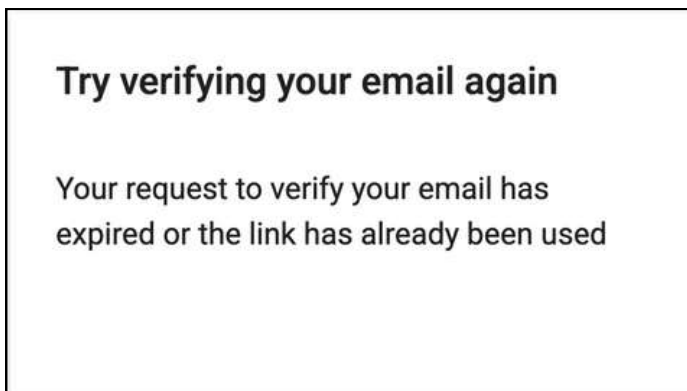 Try verifying your email again
Your request to verify your email has
expired or the link has already been used